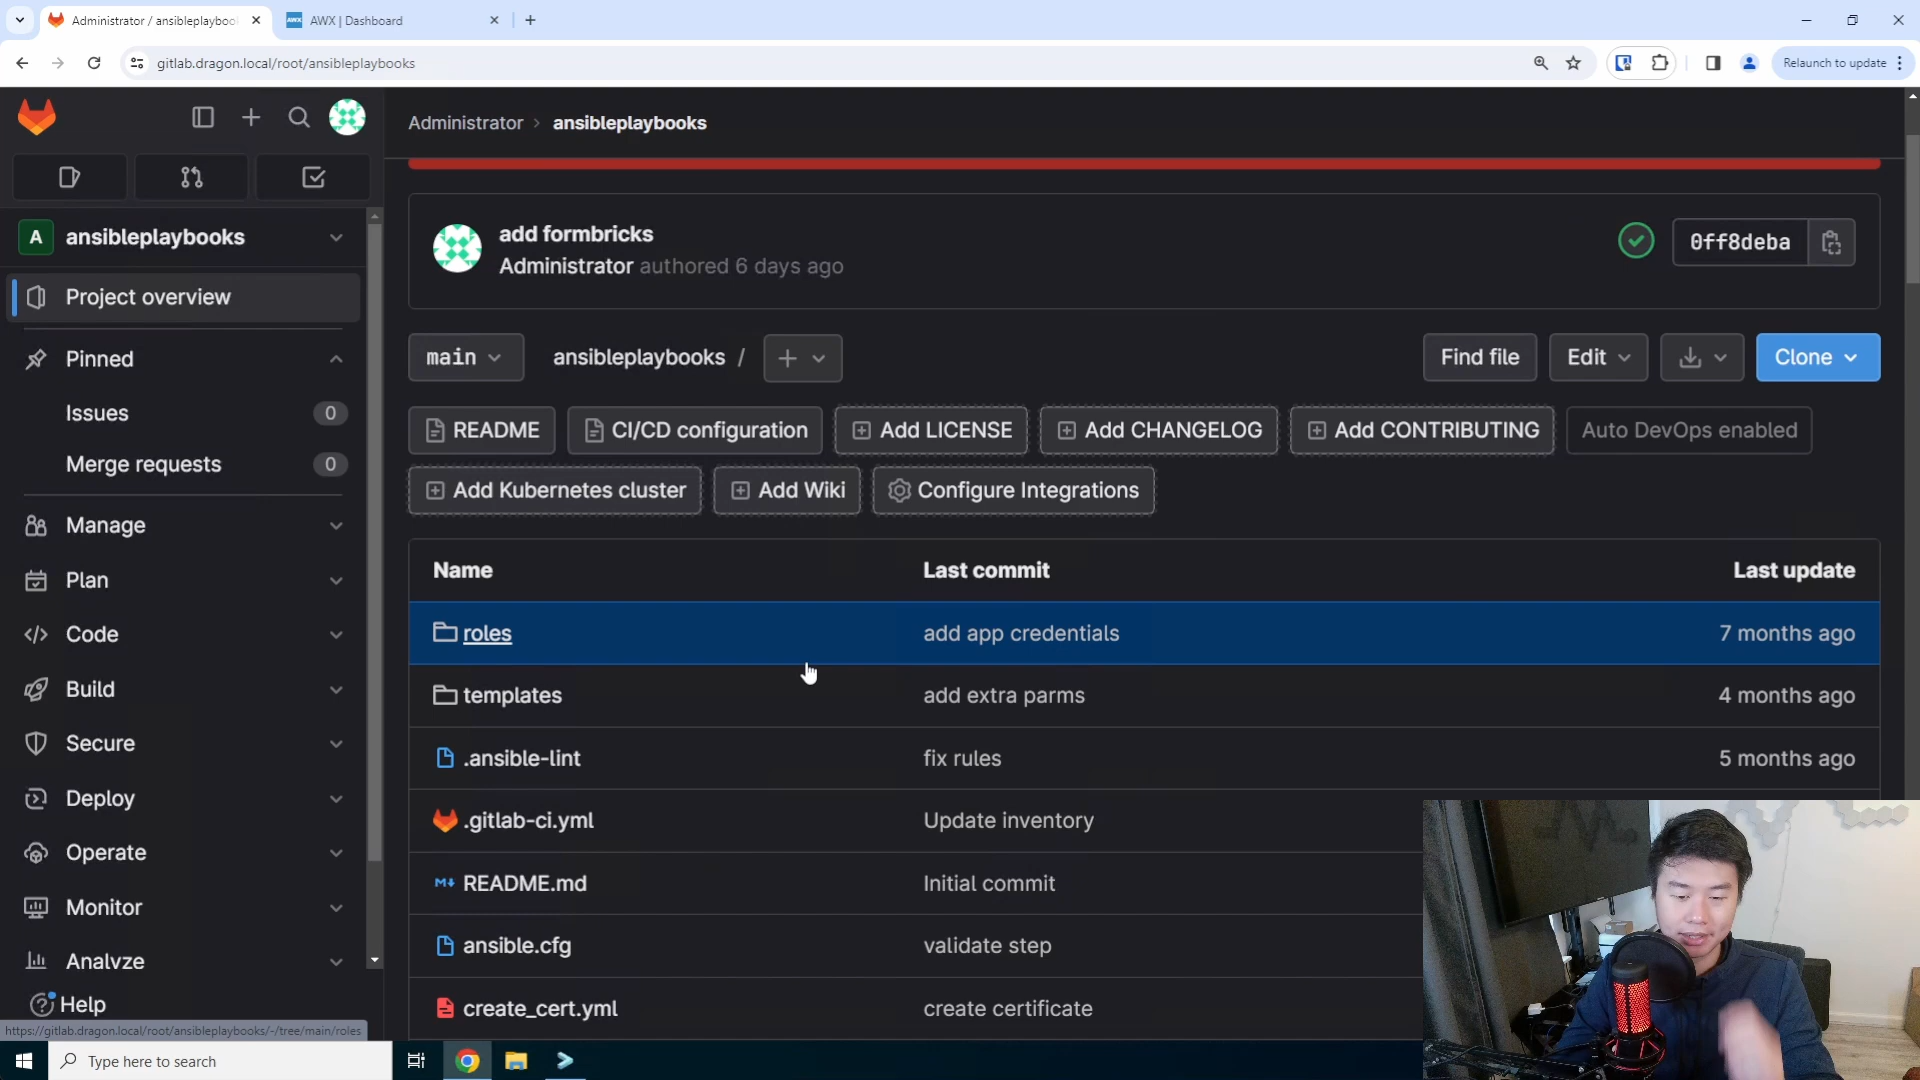 Administrator / ansibleplayboo
AWX | Dashboard
gitlab.dragon.local/root/ansibleplaybooks
Relaunch to update
Administrator > ansibleplaybooks
A ansibleplaybooks
Project overview
Pinned
Issues 0
Merge requests 0
Manage
Plan
Code
Build
Secure
Deploy
Operate
Monitor
Analyze
Help
https://gitlab.dragon.local/root/ansibleplaybooks/-/tree/main/roles
add formbricks
Administrator authored 6 days ago
0ff8deba
main
ansibleplaybooks /
Find file
Edit
Clone
README
CI/CD configuration
Add LICENSE
Add CHANGELOG
Add CONTRIBUTING
Auto DevOps enabled
Add Kubernetes cluster
Add Wiki
Configure Integrations
Name Last commit Last update
roles add app credentials 7 months ago
templates add extra parms 4 months ago
.ansible-lint fix rules 5 months ago
.gitlab-ci.yml Update inventory
README.md Initial commit
ansible.cfg validate step
create_cert.yml create certificate
Type here to search